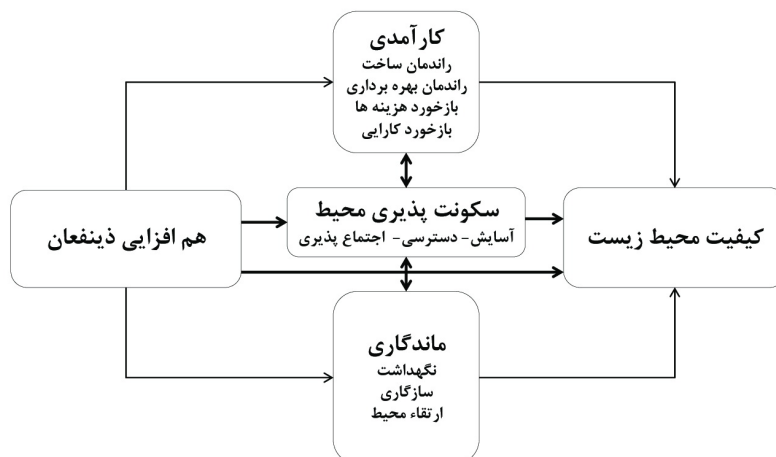 کارآمدی
راندمان ساخت
راندمان بهره برداری
بازخورد هزینه ها
بازخورد کارایی
هم افزایی ذینفعان
سکونت پذیری محیط
آسایش- دسترسی- اجتماع پذیری
کیفیت محیط زیست
ماندگاری
نگهداشت
سازگاری
ارتقاء محیط